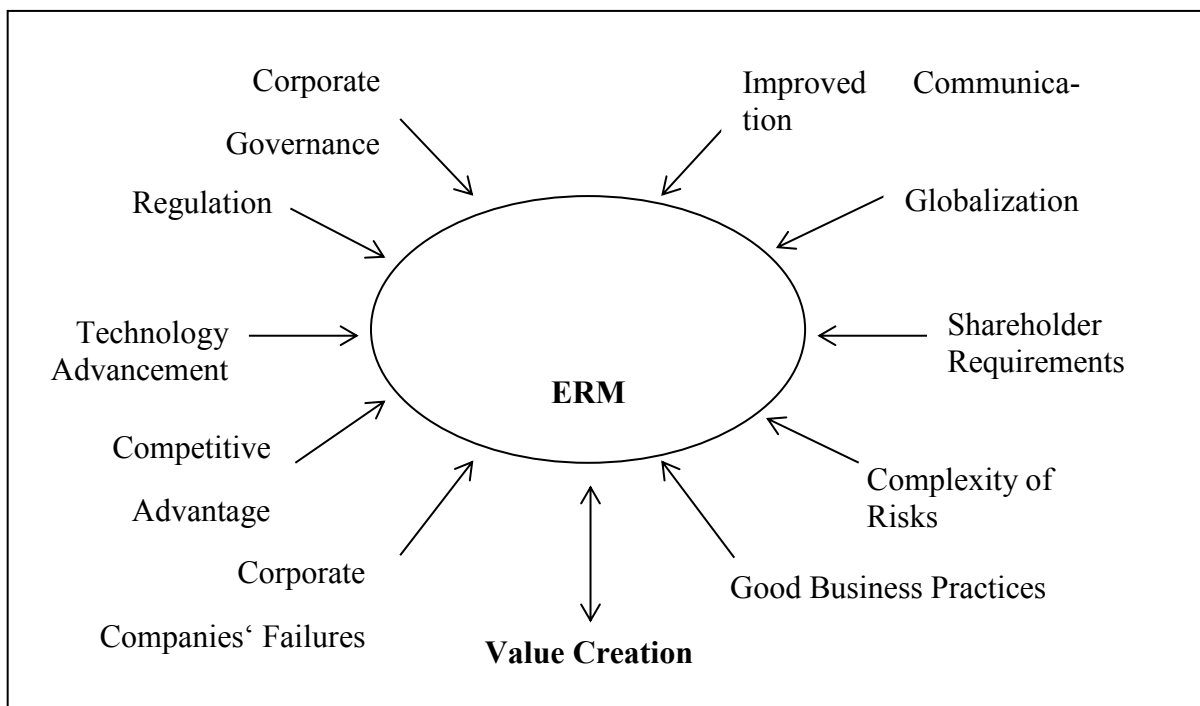 Corporate
Governance
Improved Communica-
tion
Regulation
Globalization
Technology
Advancement
Shareholder
Requirements
ERM
Competitive
Advantage
Complexity of
Risks
Corporate
Companies‘ Failures
Good Business Practices
Value Creation